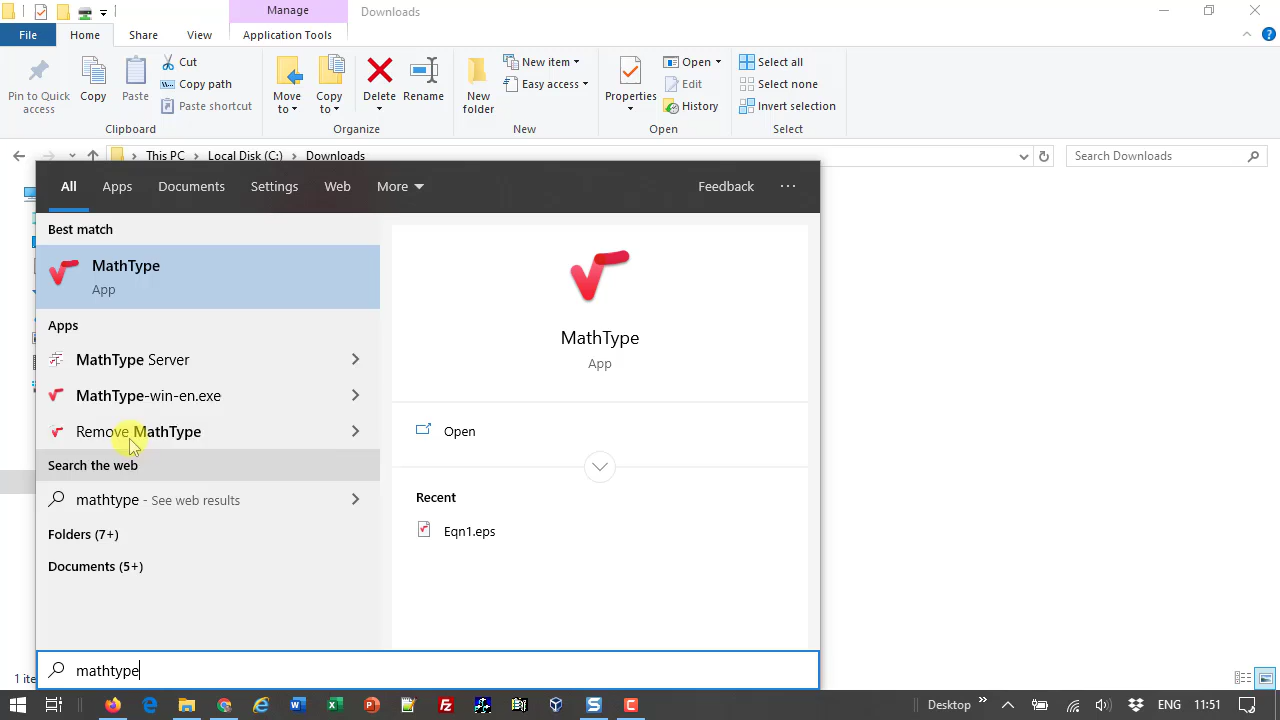 Manage
Downloads
File
Home
Share
View
Application Tools
Pin to Quick
access
Copy
Paste
Cut
Copy path
Paste shortcut
Clipboard
Move
to
Copy
to
Delete
Rename
Organize
New
folder
New item
Easy access
New
Properties
Open
Edit
History
Open
Select all
Select none
Invert selection
Select
This PC
Local Disk (C:)
Downloads
Search Downloads
All
Apps
Documents
Settings
Web
More
Feedback
Best match
MathType
App
Apps
MathType Server
MathType-win-en.exe
Remove MathType
Search the web
mathtype - See web results
Folders (7+)
Documents (5+)
MathType
App
Open
Recent
Eqn1.eps
mathtype
1 ite
Desktop
ENG
11:51